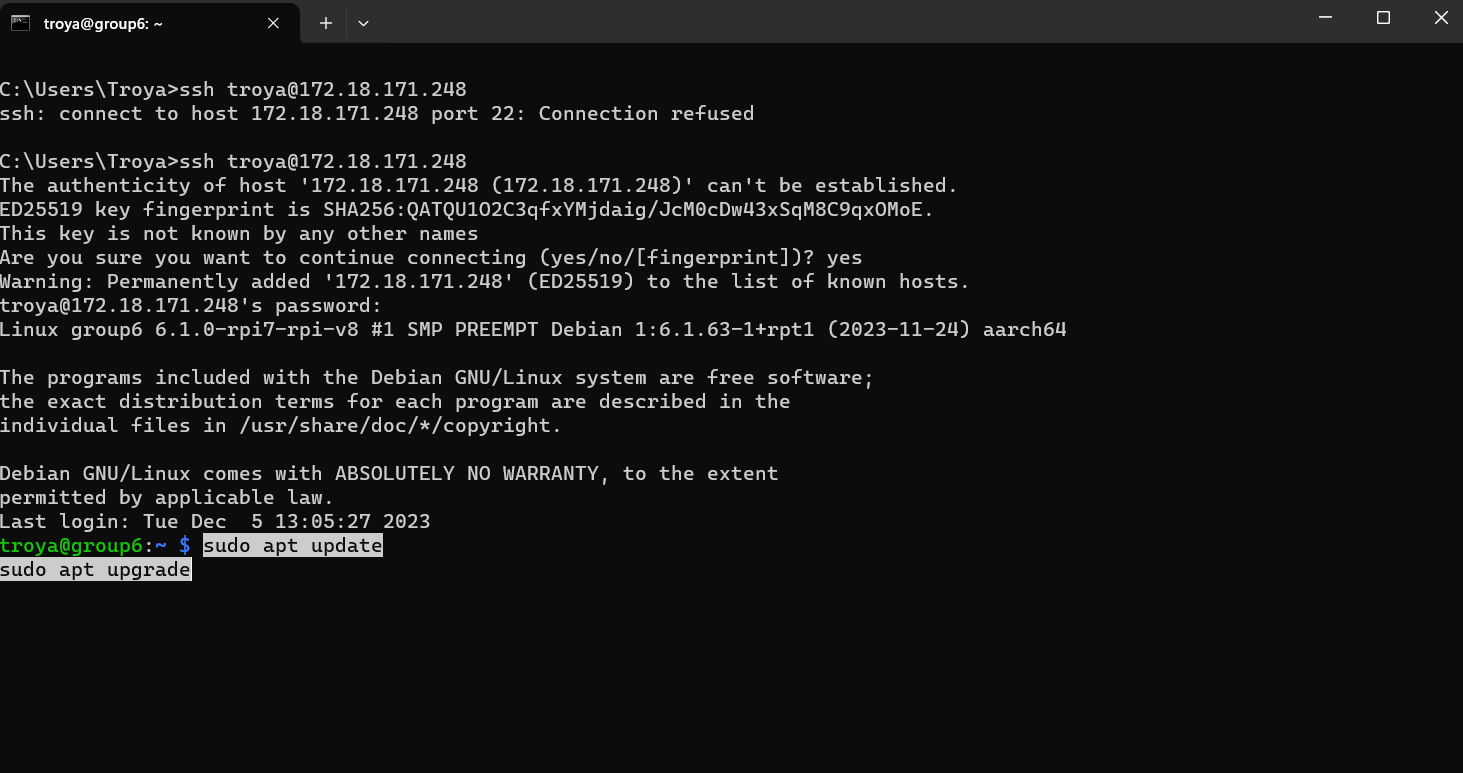 troya@group6: ~
C:\Users\Troya>ssh troya@172.18.171.248
ssh: connect to host 172.18.171.248 port 22: Connection refused
C:\Users\Troya>ssh troya@172.18.171.248
The authenticity of host '172.18.171.248 (172.18.171.248)' can't be established.
ED25519 key fingerprint is SHA256:QATQU1O2C3qfxYMjdaig/JcM0cDw43xSqM8C9qxOMoE.
This key is not known by any other names
Are you sure you want to continue connecting (yes/no/[fingerprint])? yes
Warning: Permanently added '172.18.171.248' (ED25519) to the list of known hosts.
troya@172.18.171.248's password:
Linux group6 6.1.0-rpi7-rpi-v8 #1 SMP PREEMPT Debian 1:6.1.63-1+rpt1 (2023-11-24) aarch64
The programs included with the Debian GNU/Linux system are free software;
the exact distribution terms for each program are described in the
individual files in /usr/share/doc/*/copyright.
Debian GNU/Linux comes with ABSOLUTELY NO WARRANTY, to the extent
permitted by applicable law.
Last login: Tue Dec  5 13:05:27 2023
troya@group6:~ $ sudo apt update
sudo apt upgrade